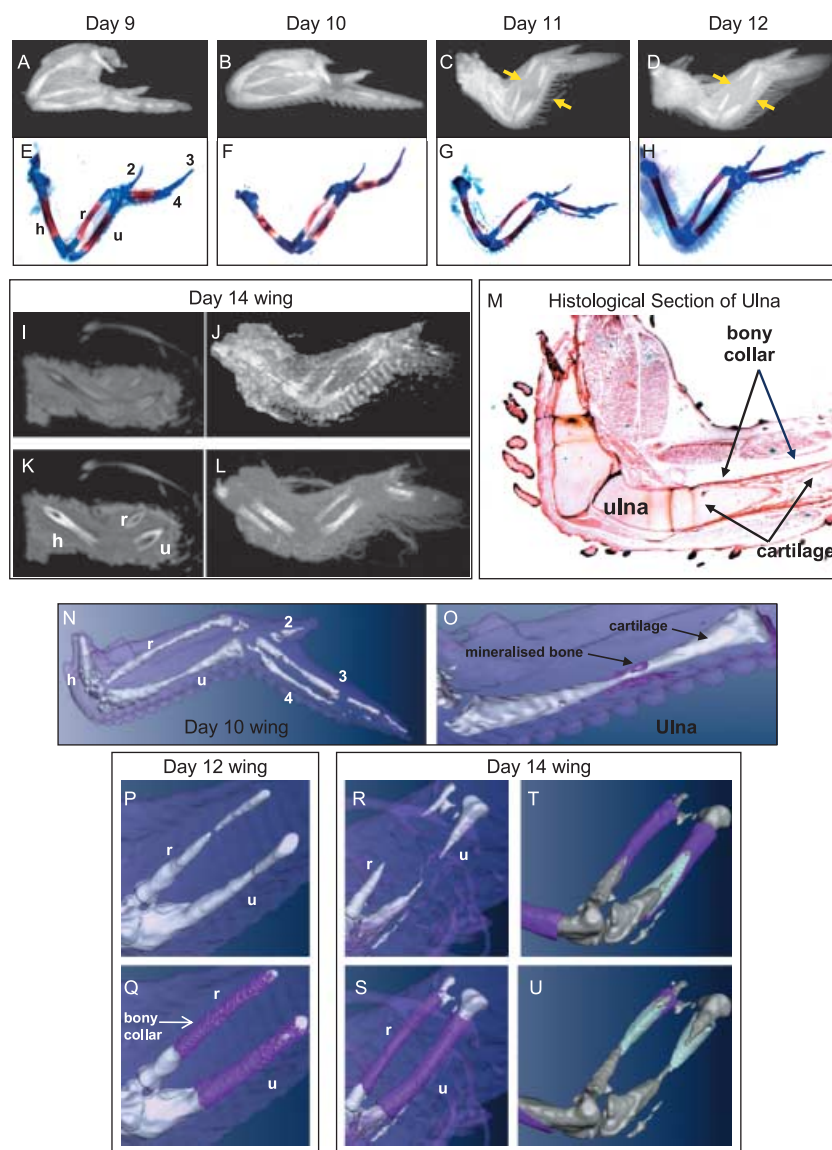 Day 9 Day 10 Day 11 Day 12
A B C D
E F G H
2 3 4 h r u
Day 14 wing
I J
K L
h r u
M Histological Section of Ulna
bony
collar
ulna
cartilage
N O
r 2 cartilage
mineralised bone
h u 3
4
Day 10 wing Ulna
Day 12 wing Day 14 wing
P R T
r r u
u
Q S U
r
bony
collar r
u u